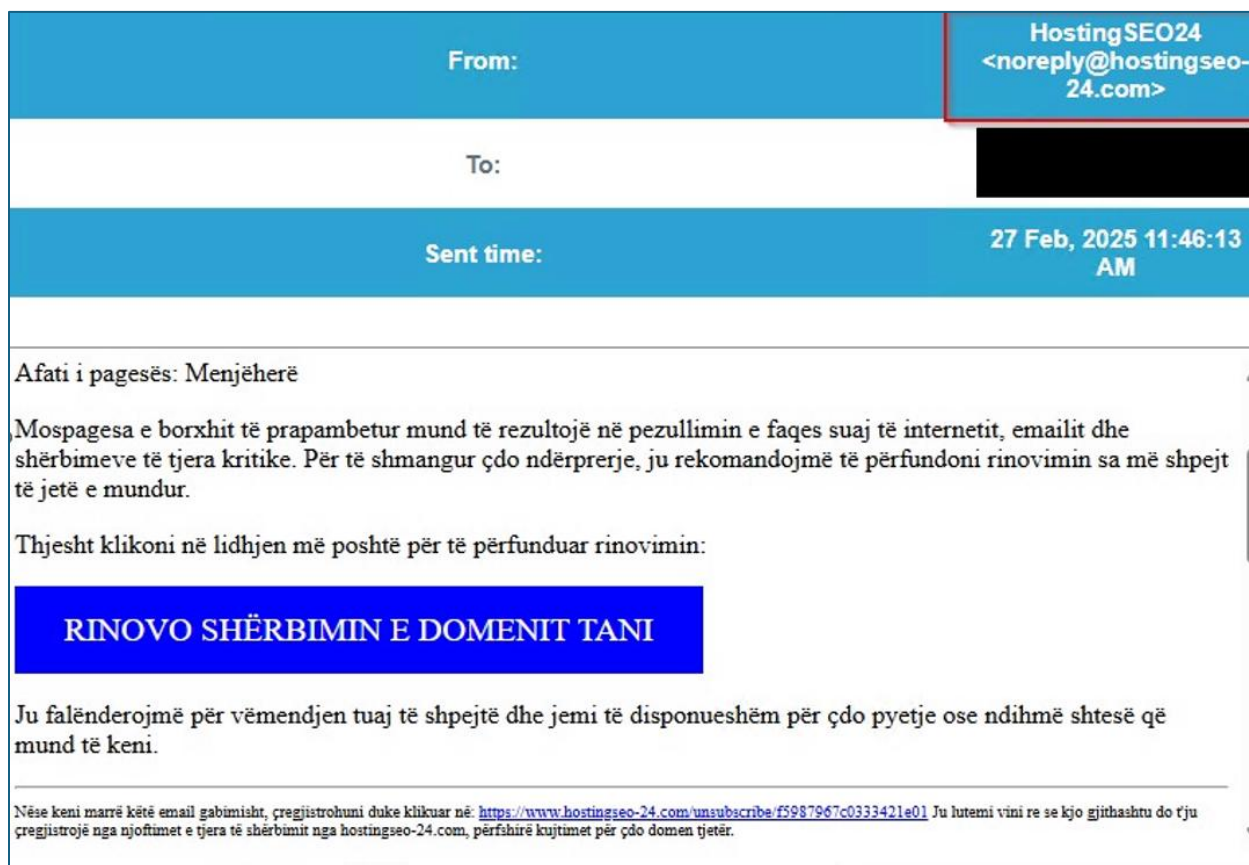 From:
HostingSEO24
<noreply@hostingseo-
24.com>
To:
Sent time:
27 Feb, 2025 11:46:13
AM
Afati i pagesës: Menjëherë
Mospagesa e borxhit të prapambetur mund të rezultojë në pezullimin e faqes suaj të internetit, emailit dhe
shërbimeve të tjera kritike. Për të shmangur çdo ndërprerje, ju rekomandojmë të përfundoni rinovimin sa më shpejt
të jetë e mundur.
Thjesht klikoni në lidhjen më poshtë për të përfunduar rinovimin:
RINOVO SHËRBIMIN E DOMENIT TANI
Ju falënderojmë për vëmendjen tuaj të shpejtë dhe jemi të disponueshëm për çdo pyetje ose ndihmë shtesë që
mund të keni.
Nëse keni marrë këtë email gabimisht, çregjistrohuni duke klikuar në: https://www.hostingseo-24.com/unsubscribe/f5987967c0333421e01 Ju lutemi vini re se kjo gjithashtu do t'ju
çregjistrojë nga njoftimet e tjera të shërbimit nga hostingseo-24.com, përfshirë kujtimet për çdo domen tjetër.